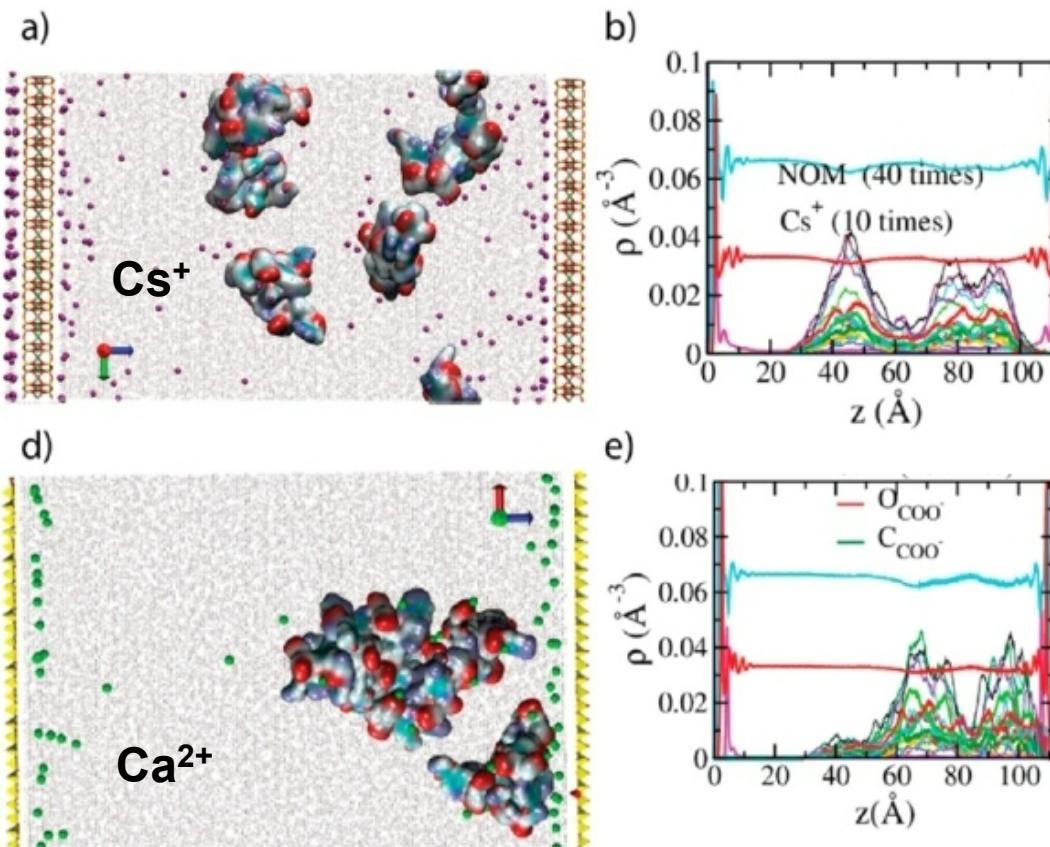 a)
Cs⁺
b)
0.1
0.08
0.06
0.04
0.02
0
ρ (Å⁻³)
NOM (40 times)
Cs⁺ (10 times)
0 20 40 60 80 100
z (Å)
d)
Ca²⁺
e)
0.1
0.08
0.06
0.04
0.02
0
ρ (Å⁻³)
O_COO⁻
C_COO⁻
0 20 40 60 80 100
z(Å)